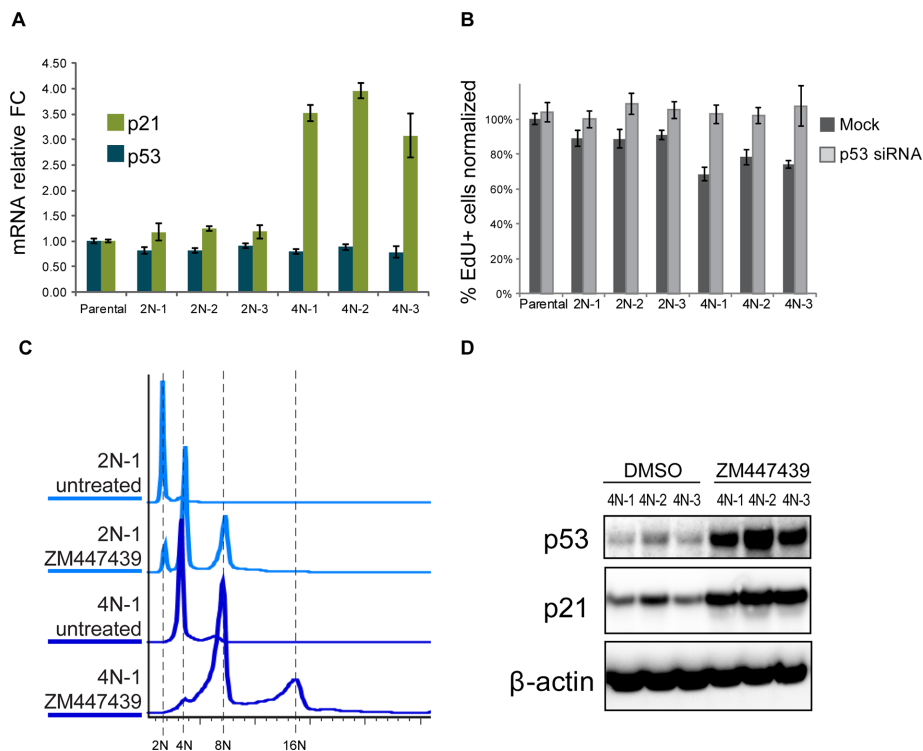 A
mRNA relative FC
4.50
4.00
3.50
3.00
2.50
2.00
1.50
1.00
0.50
0.00
p21
p53
Parental 2N-1 2N-2 2N-3 4N-1 4N-2 4N-3
B
% EdU+ cells normalized
120%
100%
80%
60%
40%
20%
0%
Mock
p53 siRNA
Parental 2N-1 2N-2 2N-3 4N-1 4N-2 4N-3
C
2N-1
untreated
2N-1
ZM447439
4N-1
untreated
4N-1
ZM447439
2N 4N 8N 16N
D
DMSO ZM447439
4N-1 4N-2 4N-3 4N-1 4N-2 4N-3
p53
p21
β-actin